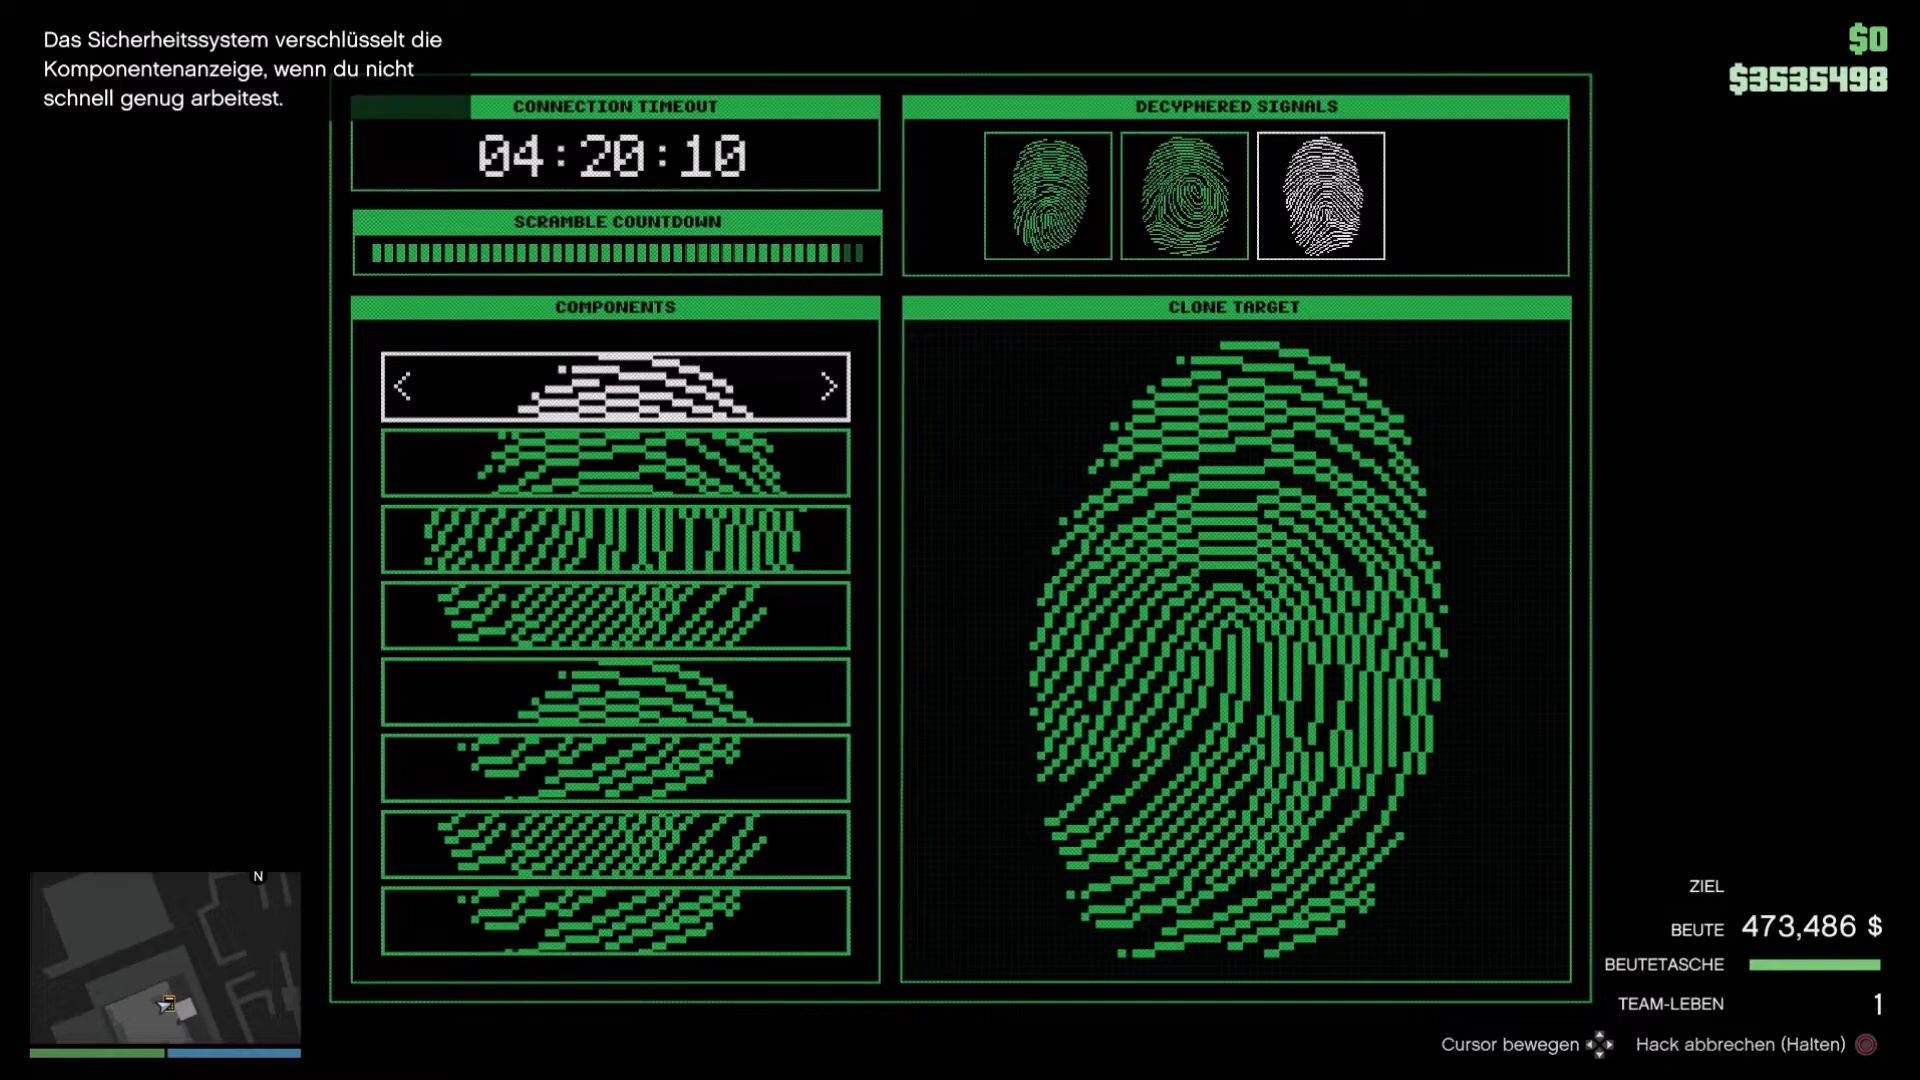 Das Sicherheitssystem verschlüsselt die
Komponentenanzeige, wenn du nicht
schnell genug arbeitest.
$0
$3535498
CONNECTION TIMEOUT
04:20:10
DECYPHERED SIGNALS
SCRAMBLE COUNTDOWN
COMPONENTS
CLONE TARGET
N
ZIEL
BEUTE 473,486 $
BEUTETASCHE
TEAM-LEBEN 1
Cursor bewegen Hack abbrechen (Halten)